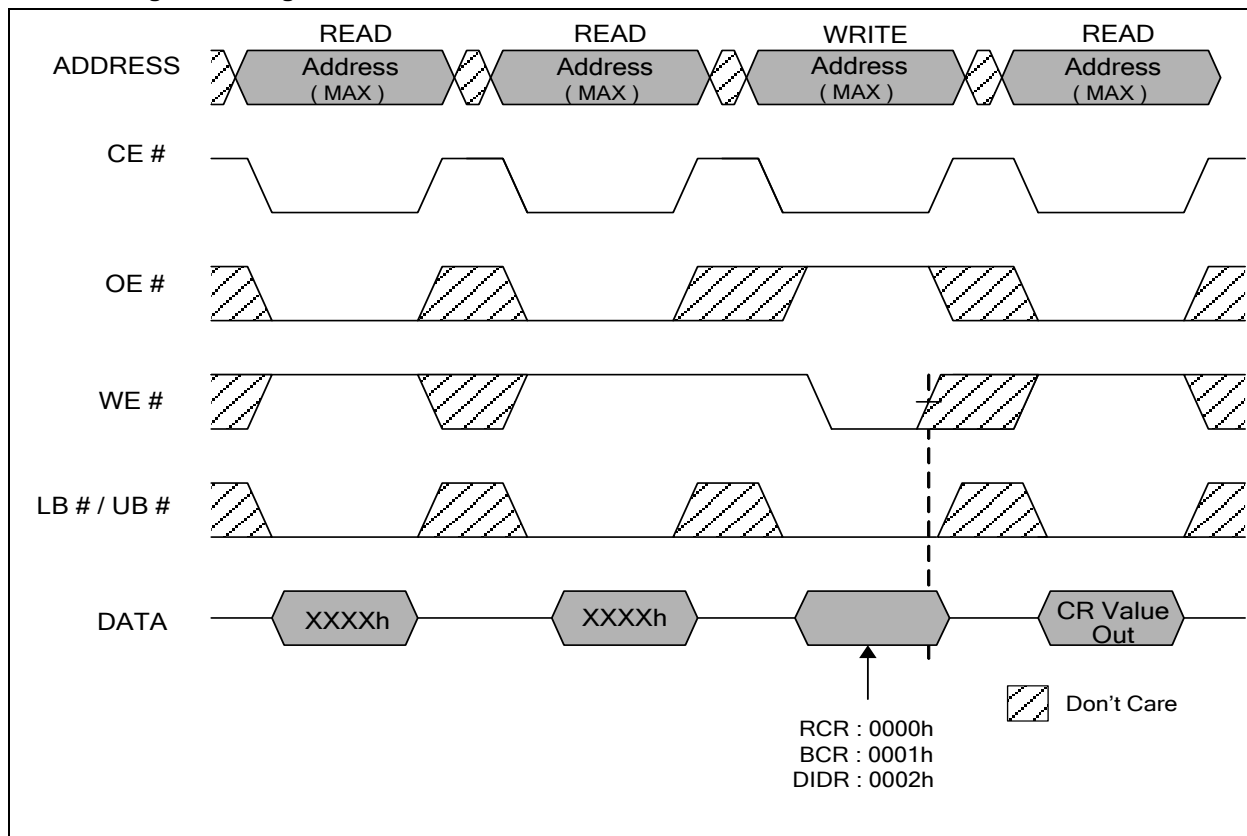 READ READ WRITE READ
ADDRESS Address Address Address Address
( MAX ) ( MAX ) ( MAX ) ( MAX )
CE #
OE #
WE #
LB # / UB #
DATA XXXXh XXXXh CR Value
Out
Don't Care
RCR : 0000h
BCR : 0001h
DIDR : 0002h